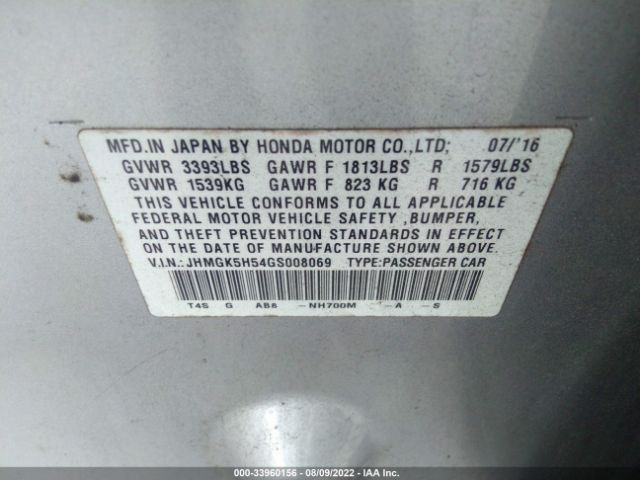 MFD.IN JAPAN BY HONDA MOTOR CO.,LTD; 07/'16
GVWR 3393LBS GAWR F 1813LBS R 1579LBS
GVWR 1539KG GAWR F 823 KG R 716 KG
THIS VEHICLE CONFORMS TO ALL APPLICABLE
FEDERAL MOTOR VEHICLE SAFETY ,BUMPER,
AND THEFT PREVENTION STANDARDS IN EFFECT
ON THE DATE OF MANUFACTURE SHOWN ABOVE.
V.I.N.: JHMGK5H54GS008069 TYPE:PASSENGER CAR
T4S G AB8 -NH700M -A -S
000-33960156 - 08/09/2022 - IAA Inc.